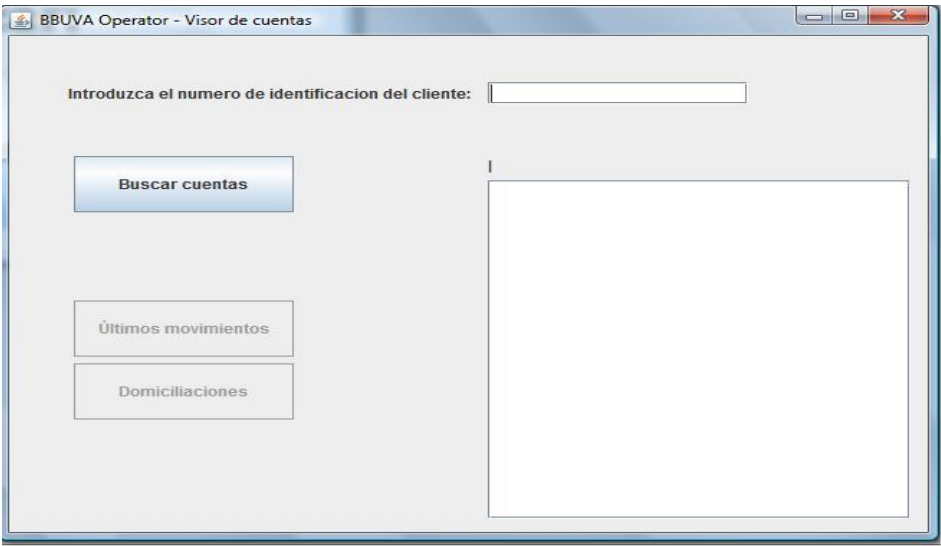 BBUVA Operator - Visor de cuentas
Introduzca el numero de identificacion del cliente:
Buscar cuentas
Últimos movimientos
Domiciliaciones